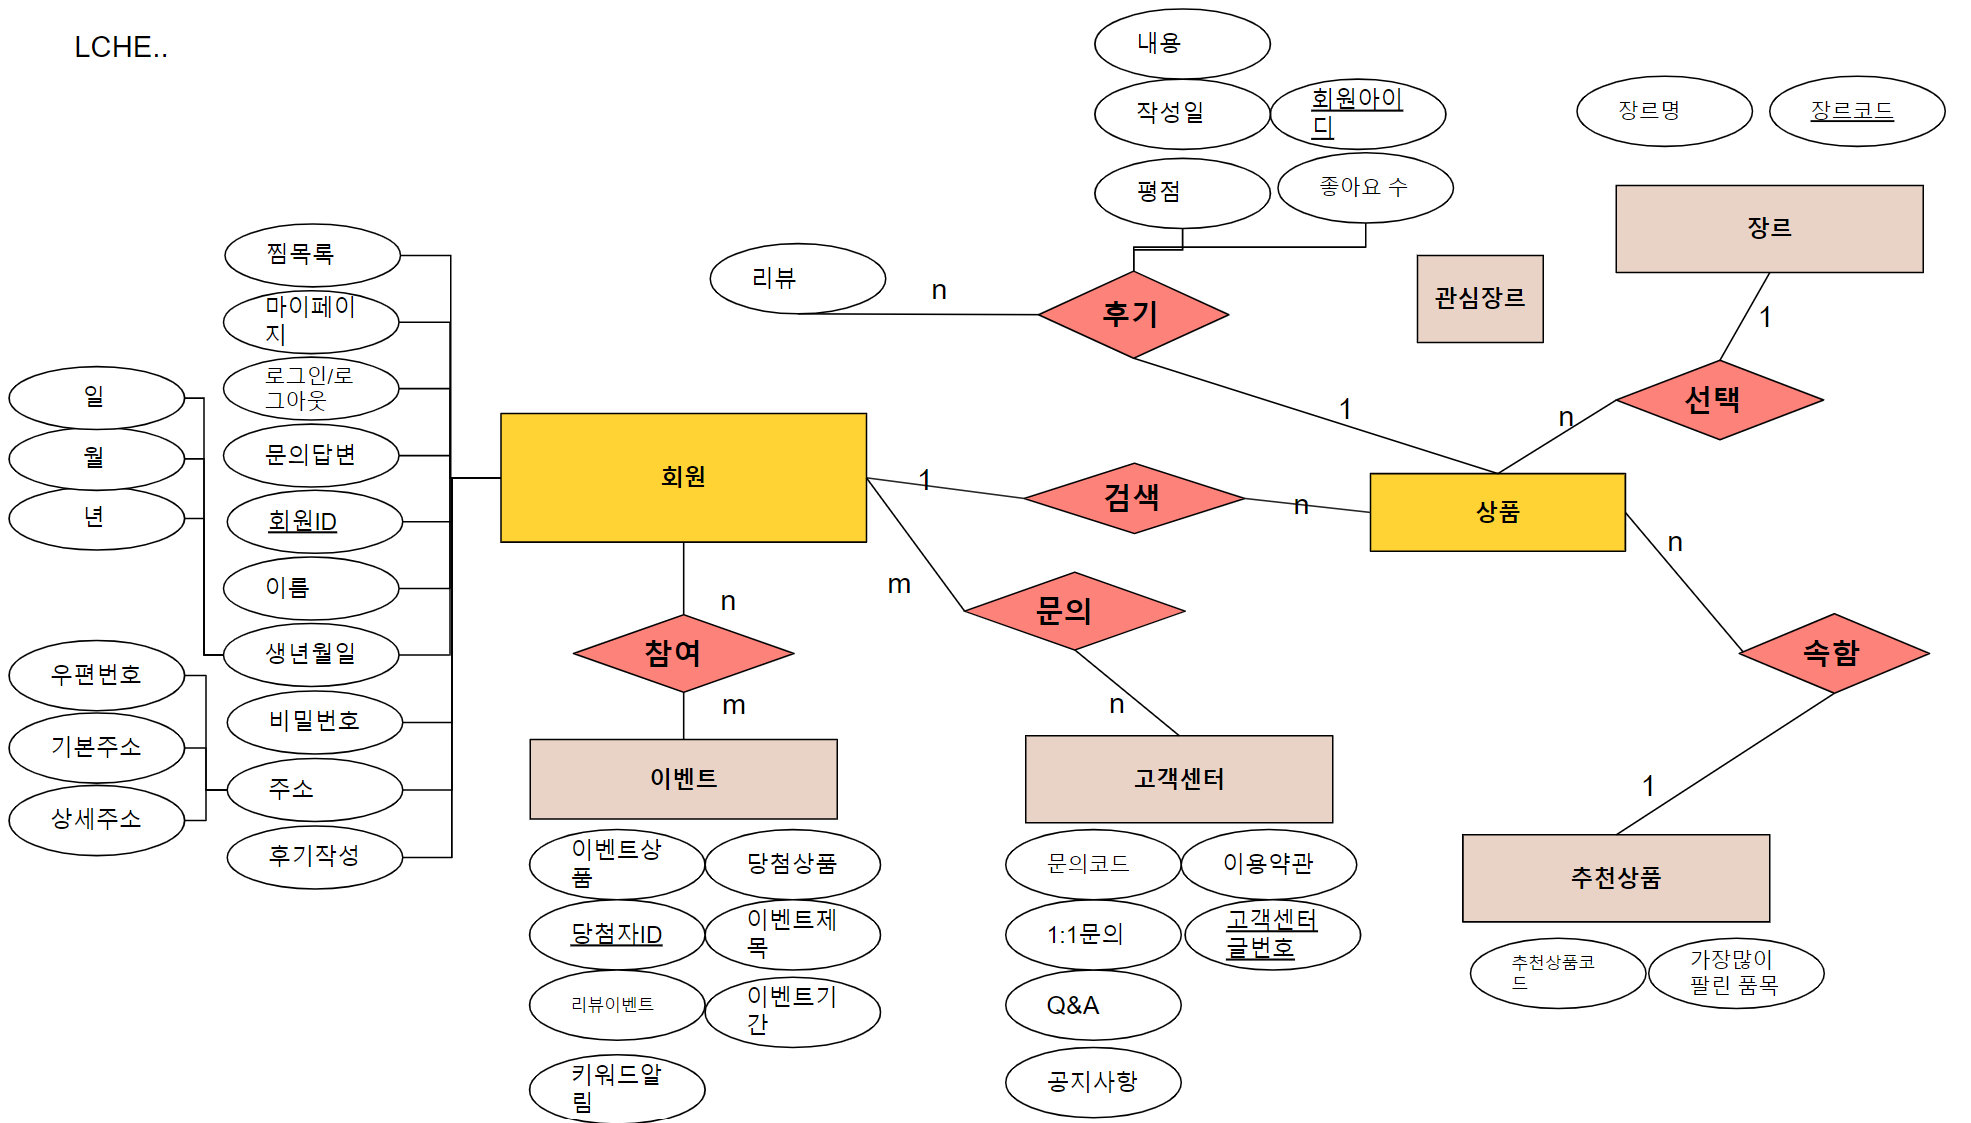 LCHE..
내용
작성일
회원아이
디
평점
좋아요 수
장르명
장르코드
장르
관심장르
리뷰
n
후기
1
1
선택
n
찜목록
마이페이
지
로그인/로
그아웃
문의답변
회원ID
이름
생년월일
비밀번호
주소
후기작성
일
월
년
우편번호
기본주소
상세주소
회원
1
검색
n
상품
m
문의
n
n
참여
m
n
속함
1
이벤트
이벤트상
품
당첨상품
당첨자ID
이벤트제
목
리뷰이벤트
이벤트기
간
키워드알
림
고객센터
문의코드
이용약관
1:1문의
고객센터
글번호
Q&A
공지사항
추천상품
추천상품코
드
가장많이
팔린 품목